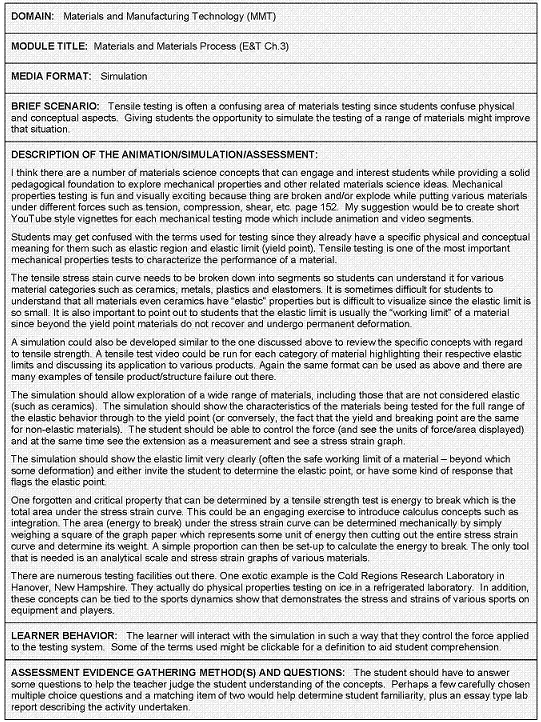 DOMAIN: Materials and Manufacturing Technology (MMT)
MODULE TITLE: Materials and Materials Process (E&T Ch.3)
MEDIA FORMAT: Simulation
BRIEF SCENARIO: Tensile testing is often a confusing area of materials testing since students confuse physical
and conceptual aspects. Giving students the opportunity to simulate the testing of a range of materials might improve
that situation.
DESCRIPTION OF THE ANIMATION/SIMULATION/ASSESSMENT:
I think there are a number of materials science concepts that can engage and interest students while providing a solid
pedagogical foundation to explore mechanical properties and other related materials science ideas. Mechanical
properties testing is fun and visually exciting because thing are broken and/or explode while putting various materials
under different forces such as tension, compression, shear, etc. page 152. My suggestion would be to create short
YouTube style vignettes for each mechanical testing mode which include animation and video segments.
Students may get confused with the terms used for testing since they already have a specific physical and conceptual
meaning for them such as elastic region and elastic limit (yield point). Tensile testing is one of the most important
mechanical properties tests to characterize the performance of a material.
The tensile stress stain curve needs to be broken down into segments so students can understand it for various
material categories such as ceramics, metals, plastics and elastomers. It is sometimes difficult for students to
understand that all materials even ceramics have "elastic" properties but is difficult to visualize since the elastic limit is
so small. It is also important to point out to students that the elastic limit is usually the "working limit" of a material
since beyond the yield point materials do not recover and undergo permanent deformation.
A simulation could also be developed similar to the one discussed above to review the specific concepts with regard
to tensile strength. A tensile test video could be run for each category of material highlighting their respective elastic
limits and discussing its application to various products. Again the same format can be used as above and there are
many examples of tensile product/structure failure out there.
The simulation should allow exploration of a wide range of materials, including those that are not considered elastic
(such as ceramics). The simulation should show the characteristics of the materials being tested for the full range of
the elastic behavior through to the yield point (or conversely, the fact that the yield and breaking point are the same
for non-elastic materials). The student should be able to control the force (and see the units of force/area displayed)
and at the same time see the extension as a measurement and see a stress strain graph.
The simulation should show the elastic limit very clearly (often the safe working limit of a material – beyond which
some deformation) and either invite the student to determine the elastic point, or have some kind of response that
flags the elastic point.
One forgotten and critical property that can be determined by a tensile strength test is energy to break which is the
total area under the stress strain curve. This could be an engaging exercise to introduce calculus concepts such as
integration. The area (energy to break) under the stress strain curve can be determined mechanically by simply
weighing a square of the graph paper which represents some unit of energy then cutting out the entire stress strain
curve and determine its weight. A simple proportion can then be set-up to calculate the energy to break. The only tool
that is needed is an analytical scale and stress strain graphs of various materials.
There are numerous testing facilities out there. One exotic example is the Cold Regions Research Laboratory in
Hanover, New Hampshire. They actually do physical properties testing on ice in a refrigerated laboratory. In addition,
these concepts can be tied to the sports dynamics show that demonstrates the stress and strains of various sports on
equipment and players.
LEARNER BEHAVIOR: The learner will interact with the simulation in such a way that they control the force applied
to the testing system. Some of the terms used might be clickable for a definition to aid student comprehension.
ASSESSMENT EVIDENCE GATHERING METHOD(S) AND QUESTIONS: The student should have to answer
some questions to help the teacher judge the student understanding of the concepts. Perhaps a few carefully chosen
multiple choice questions and a matching item of two would help determine student familiarity, plus an essay type lab
report describing the activity undertaken.